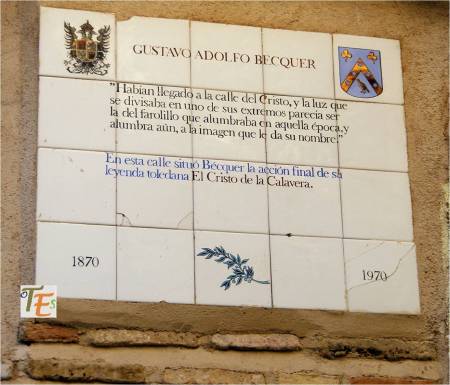 GUSTAVO ADOLFO BECQUER
"Habían llegado a la calle del Cristo, y la luz que
se divisaba en uno de sus extremos parecía ser
la del farolillo que alumbraba en aquella época, y
alumbra aún, a la imagen que le da su nombre."
En esta calle situó Bécquer la acción final de su
leyenda toledana El Cristo de la Calavera.
1870
1970
TEs